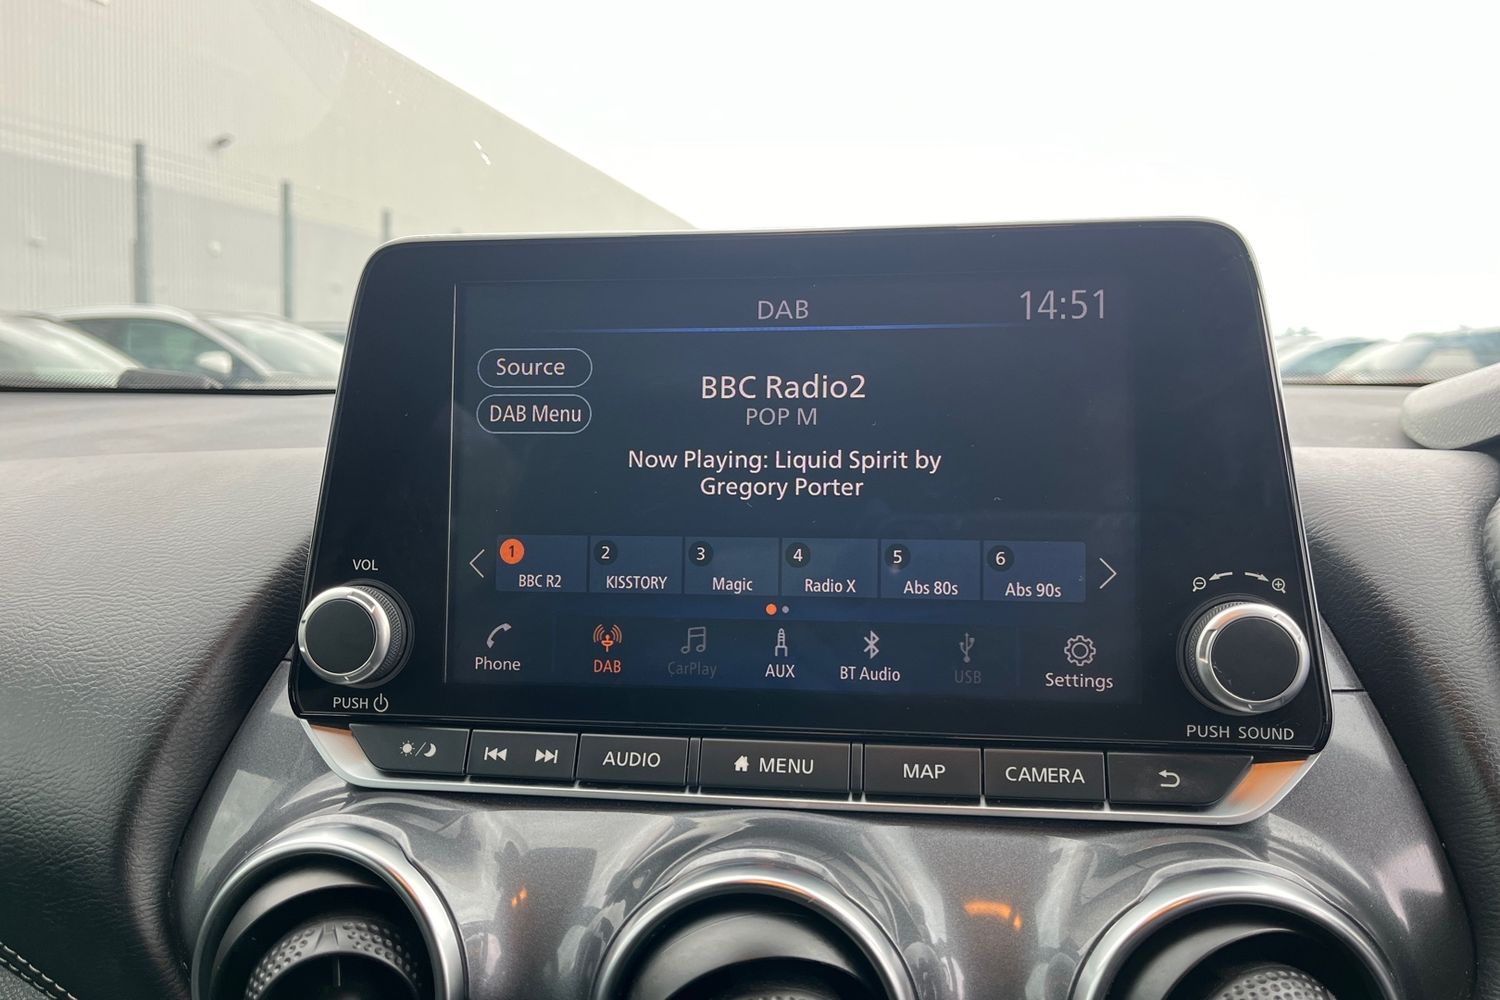 DAB
14:51
Source
DAB Menu
BBC Radio2
POP M
Now Playing: Liquid Spirit by
Gregory Porter
1
2
3
4
5
6
BBC R2
KISSTORY
Magic
Radio X
Abs 80s
Abs 90s
Phone
DAB
CarPlay
AUX
BT Audio
USB
Settings
VOL
PUSH
PUSH SOUND
AUDIO
MENU
MAP
CAMERA